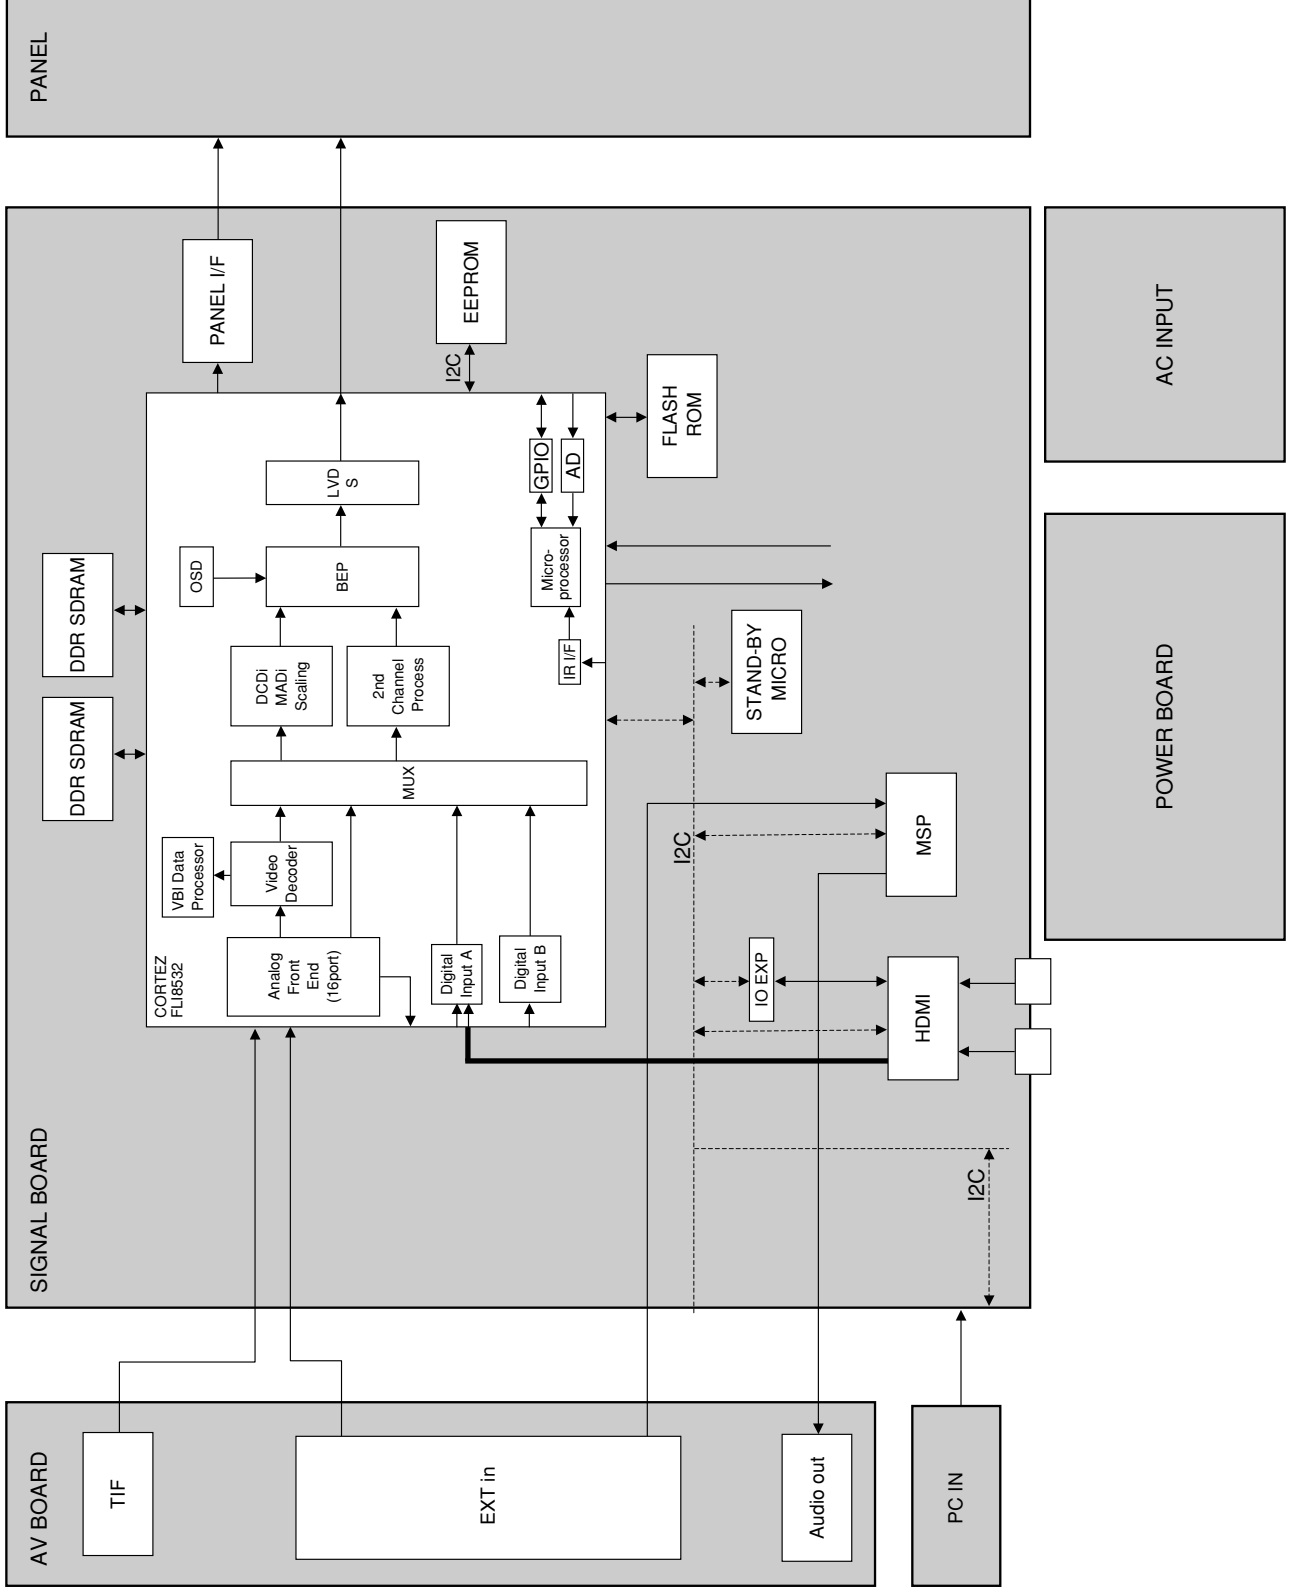 AV BOARD
TIF
EXT in
Audio out
PC IN
SIGNAL BOARD
DDR SDRAM
DDR SDRAM
CORTEZ
FLI8532
Analog
Front
End
(16port)
VBI Data
Processor
Video
Decoder
Digital
Input A
Digital
Input B
MUX
DCDi
MADi
Scaling
2nd
Channel
Process
OSD
BEP
LVD
S
IR I/F
Micro-
processor
GPIO
AD
PANEL I/F
I2C
EEPROM
FLASH
ROM
STAND-BY
MICRO
I2C
IO EXP
HDMI
MSP
I2C
PANEL
POWER BOARD
AC INPUT